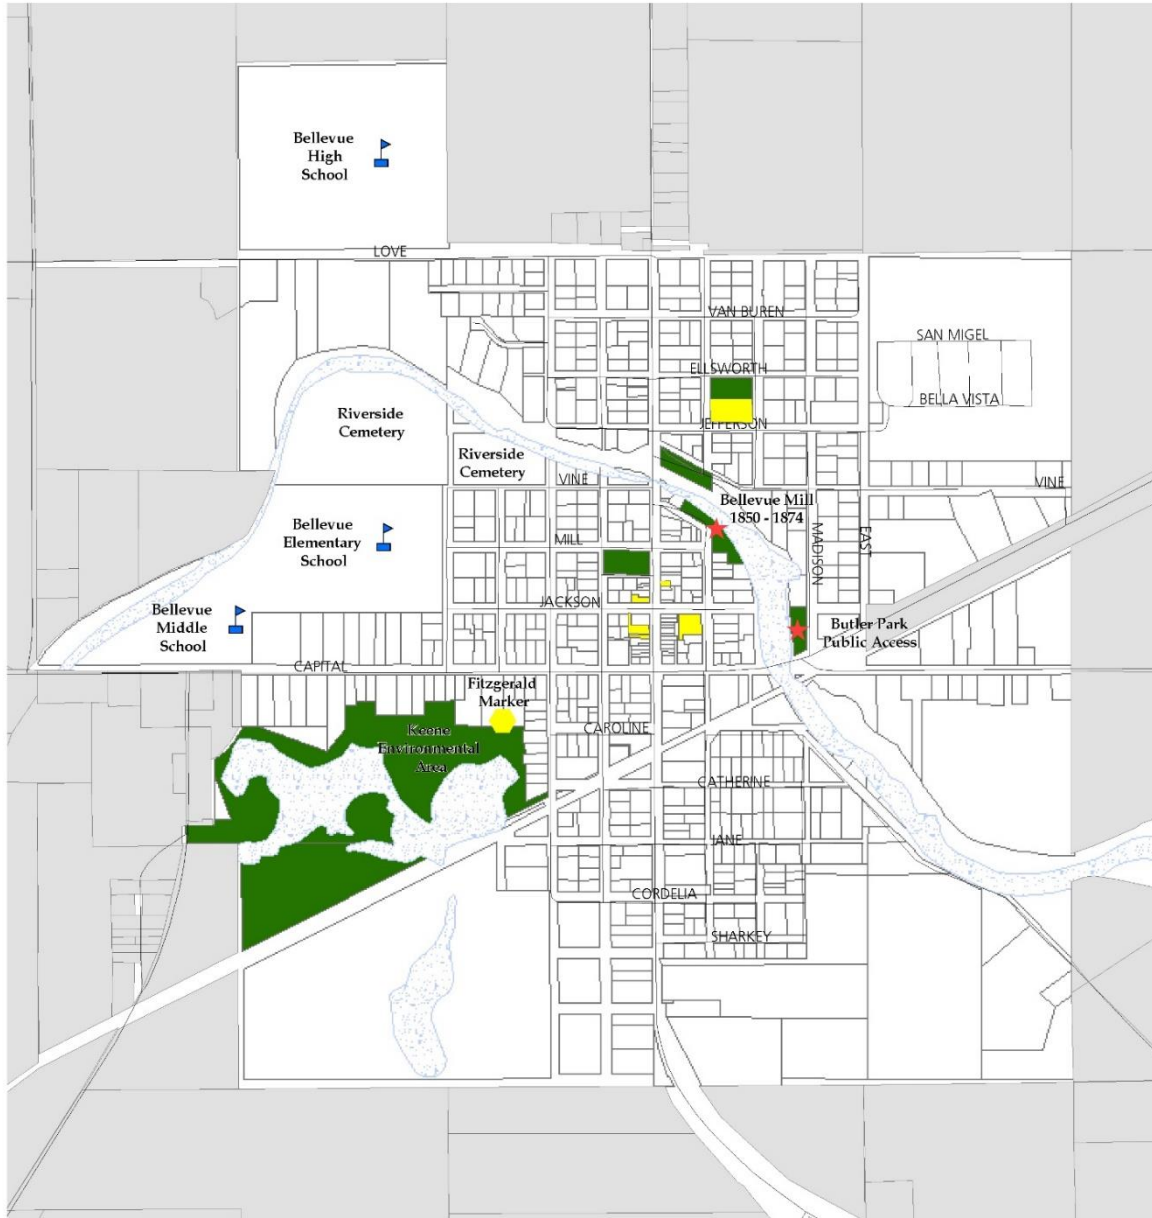 Bellevue
High
School
LOVE
VAN BUREN
SAN MIGEL
ELLSWORTH
BELLA VISTA
Riverside
Cemetery
JEFFERSON
Riverside
Cemetery
VINE
VINE
Bellevue Mill
1850 - 1874
Bellevue
Elementary
School
MILL
MADISON
EAST
JACKSON
Bellevue
Middle
School
Butler Park
Public Access
CAPITAL
Fitzgerald
Marker
CAROLINE
Keene
Environmental
Area
CATHERINE
JANE
CORDELIA
SHARKEY